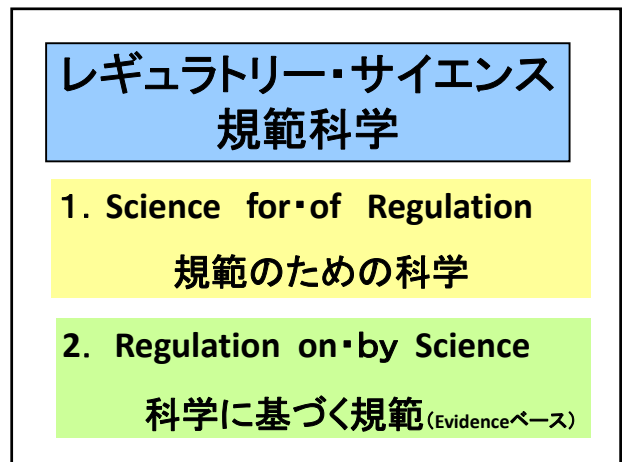 レギュラトリー・サイエンス
規範科学
１. Science for・of Regulation
規範のための科学
2. Regulation on・by Science
科学に基づく規範(Evidenceベース)